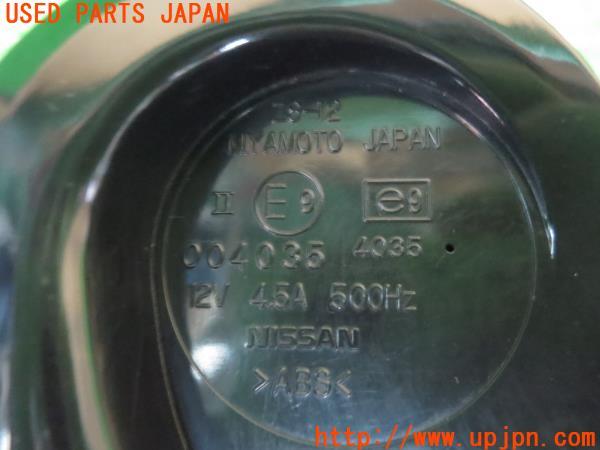 USED PARTS JAPAN
MIYAMOTO JAPAN
II E9 e9
004035 4035
12V 4.5A 500Hz
NISSAN
>ABS<
http://www.upjpn.com